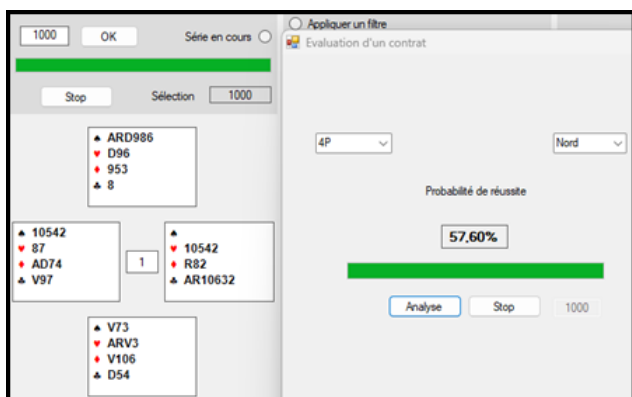 1000 OK Série en cours
Stop Sélection 1000
♠ ARD986
♥ D96
♦ 953
♣ 8
♠ 10542
♥ 87
♦ AD74
♣ V97
1
♠
♥ 10542
♦ R82
♣ AR10632
♠ V73
♥ ARV3
♦ V106
♣ D54
Appliquer un filtre
Evaluation d'un contrat
4P Nord
Probabilité de réussite
57,60%
Analyse Stop 1000